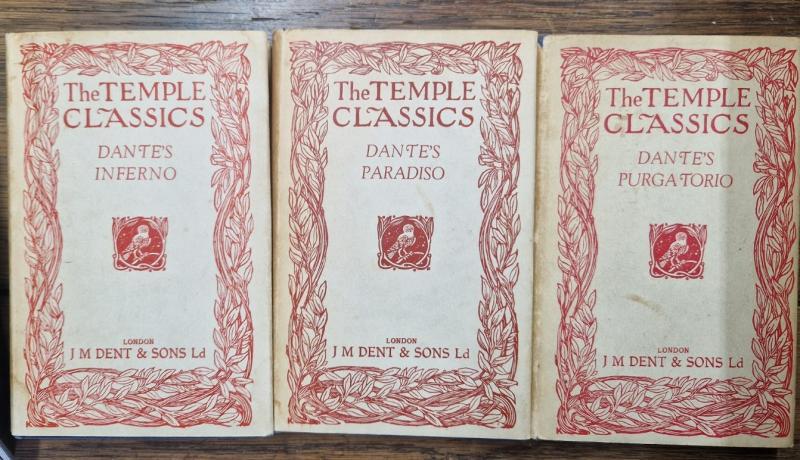 The TEMPLE
CLASSICS
DANTE'S
INFERNO
LONDON
J M DENT & SONS Ld
The TEMPLE
CLASSICS
DANTE'S
PARADISO
LONDON
J M DENT & SONS Ld
The TEMPLE
CLASSICS
DANTE'S
PURGATORIO
LONDON
J M DENT & SONS Ld